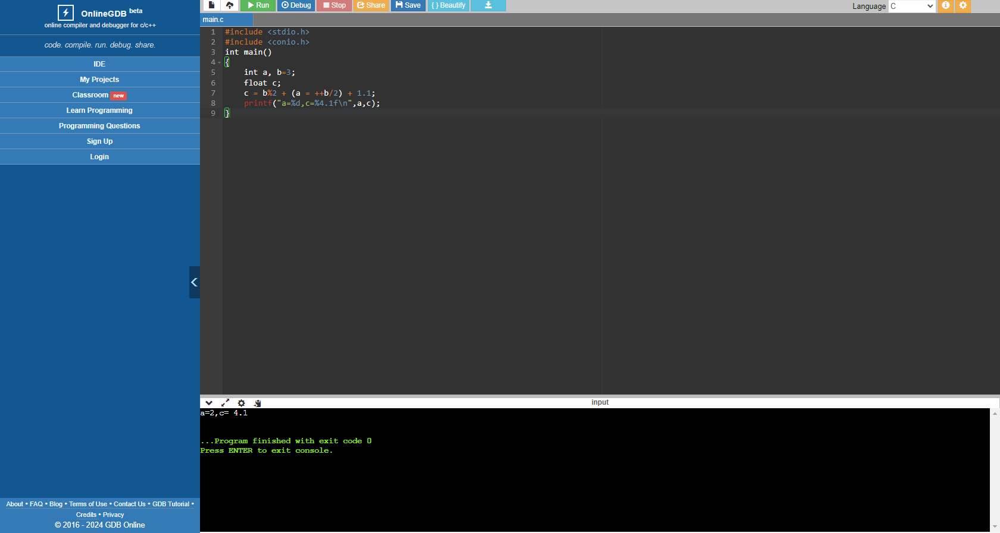 OnlineGDB beta
online compiler and debugger for c/c++
code. compile. run. debug. share.
IDE
My Projects
Classroom new
Learn Programming
Programming Questions
Sign Up
Login
About • FAQ • Blog • Terms of Use • Contact Us • GDB Tutorial •
Credits • Privacy
© 2016 - 2024 GDB Online
Run Debug Stop Share Save { } Beautify
Language C
main.c
1 #include <stdio.h>
2 #include <conio.h>
3 int main()
4 {
5     int a, b=3;
6     float c;
7     c = b%2 + (a = ++b/2) + 1.1;
8     printf("a=%d,c=%4.1f\n",a,c);
9 }
input
a=2,c= 4.1
...Program finished with exit code 0
Press ENTER to exit console.